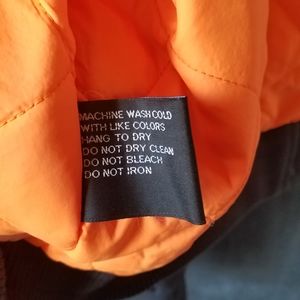 MACHINE WASH COLD
WITH LIKE COLORS
HANG TO DRY
DO NOT DRY CLEAN
DO NOT BLEACH
DO NOT IRON